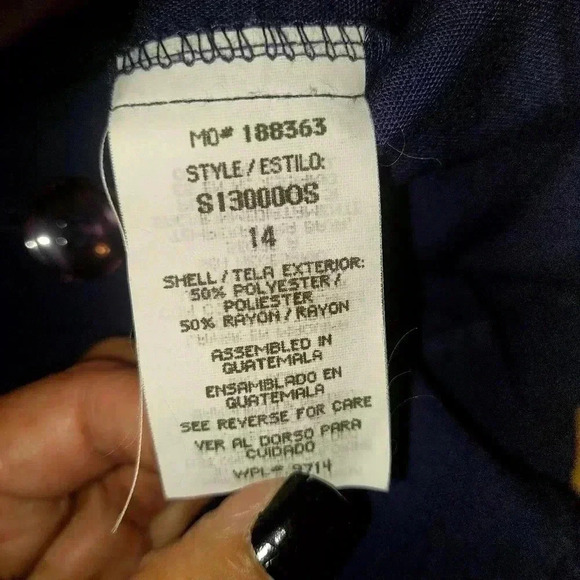 MO# 188363
STYLE / ESTILO:
S130000S
14
SHELL / TELA EXTERIOR:
50% POLYESTER /
POLIESTER
50% RAYON / RAYON
ASSEMBLED IN
GUATEMALA
ENSAMBLADO EN
GUATEMALA
SEE REVERSE FOR CARE
VER AL DORSO PARA
CUIDADO
WPL# 9714